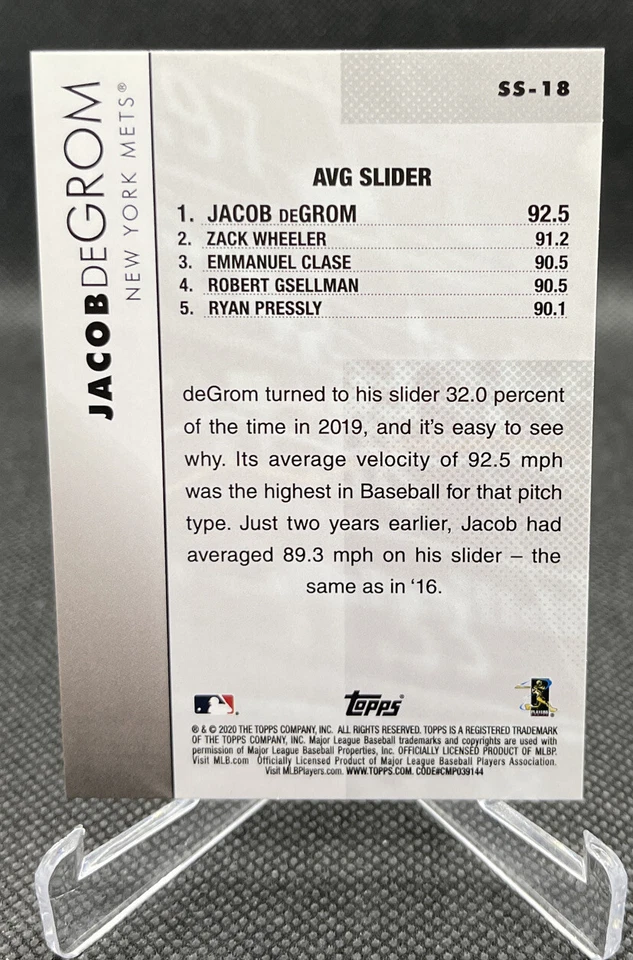 SS-18
JACOB DEGROM
NEW YORK METS®
AVG SLIDER
1. JACOB DEGROM 92.5
2. ZACK WHEELER 91.2
3. EMMANUEL CLASE 90.5
4. ROBERT GSELLMAN 90.5
5. RYAN PRESSLY 90.1
deGrom turned to his slider 32.0 percent
of the time in 2019, and it's easy to see
why. Its average velocity of 92.5 mph
was the highest in Baseball for that pitch
type. Just two years earlier, Jacob had
averaged 89.3 mph on his slider – the
same as in ‘16.
Topps®
PLAYERS
® & © 2020 THE TOPPS COMPANY, INC. ALL RIGHTS RESERVED. TOPPS IS A REGISTERED TRADEMARK
OF THE TOPPS COMPANY, INC. Major League Baseball trademarks and copyrights are used with
permission of Major League Baseball Properties, Inc. OFFICIALLY LICENSED PRODUCT OF MLBP.
Visit MLB.com Officially Licensed Product of Major League Baseball Players Association.
Visit MLBPlayers.com. WWW.TOPPS.COM. CODE#CMP039144